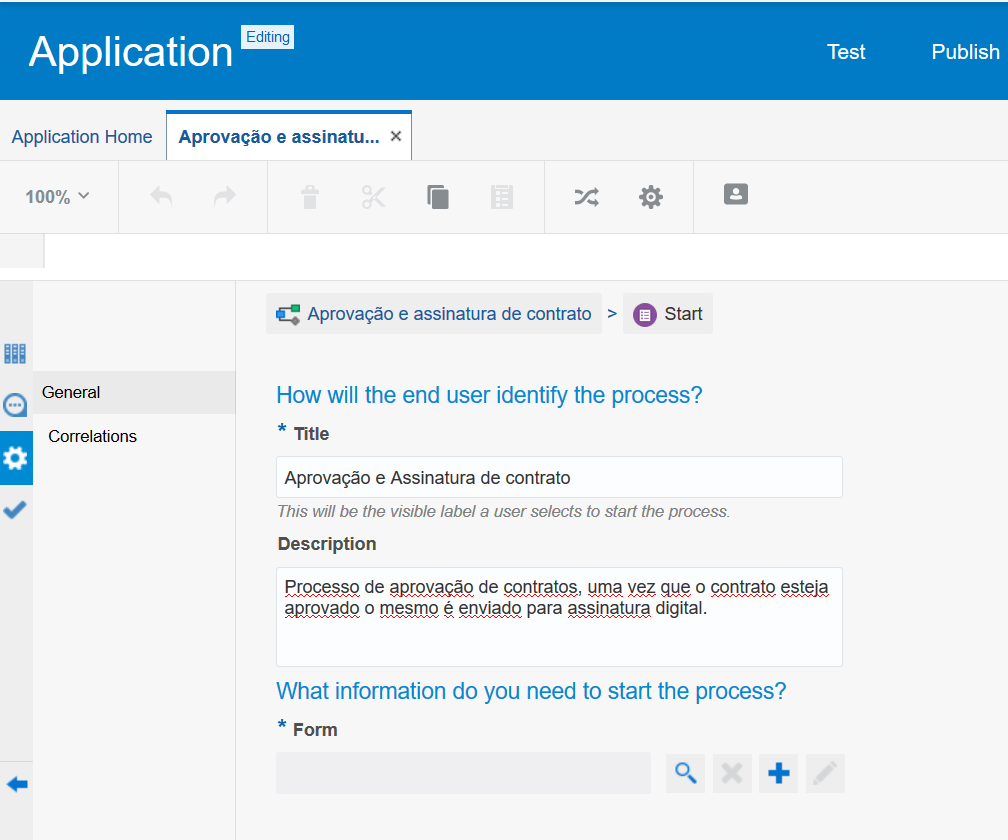 Application Editing
Test Publish
Application Home Aprovação e assinatu... ×
100%
Aprovação e assinatura de contrato > Start
General
Correlations
How will the end user identify the process?
* Title
Aprovação e Assinatura de contrato
This will be the visible label a user selects to start the process.
Description
Processo de aprovação de contratos, uma vez que o contrato esteja
aprovado o mesmo é enviado para assinatura digital.
What information do you need to start the process?
* Form